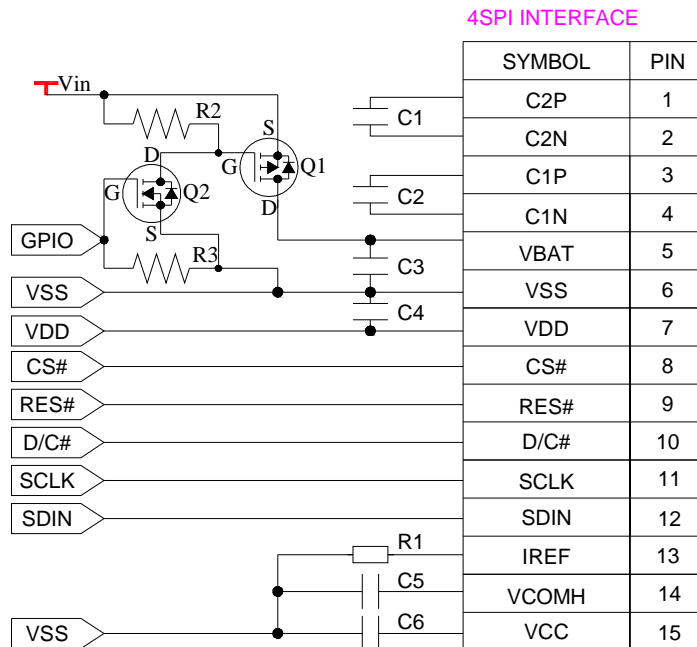 4SPI INTERFACE
SYMBOL PIN
Vin
R2
C1
C2P 1
C2N 2
S
G
Q1
D
D
G
Q2
S
C2
C1P 3
C1N 4
GPIO
R3
C3
VBAT 5
VSS
VSS 6
C4
VDD
VDD 7
CS#
CS# 8
RES#
RES# 9
D/C#
D/C# 10
SCLK
SCLK 11
SDIN
SDIN 12
R1
IREF 13
C5
VCOMH 14
VSS
C6
VCC 15